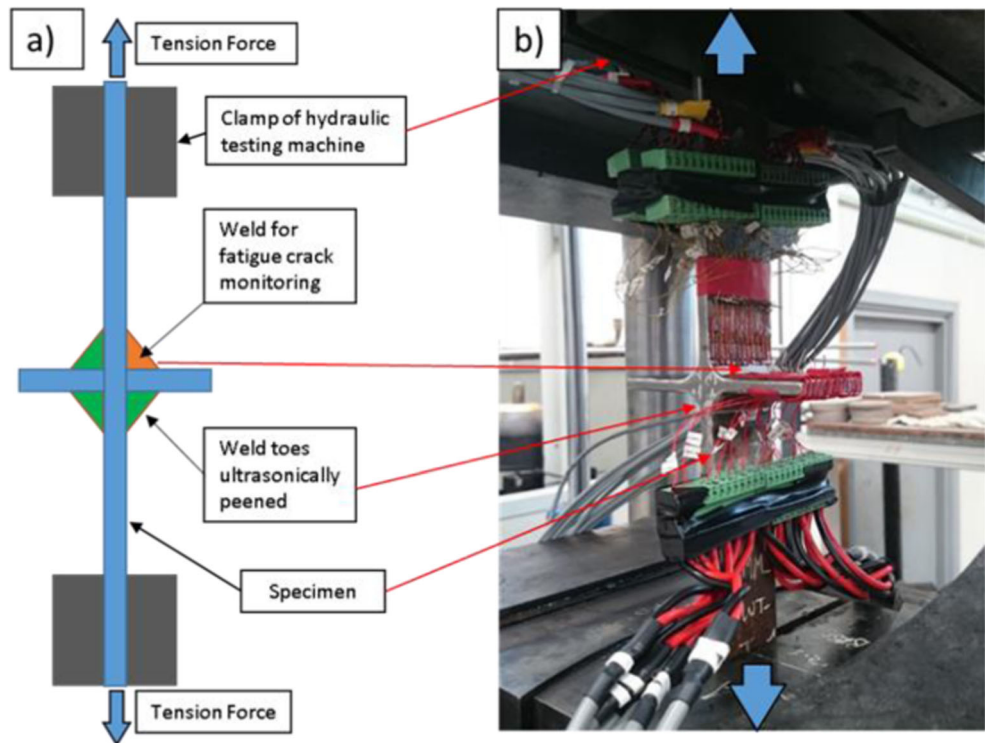 a)
Tension Force
Clamp of hydraulic
testing machine
Weld for
fatigue crack
monitoring
Weld toes
ultrasonically
peened
Specimen
Tension Force
b)